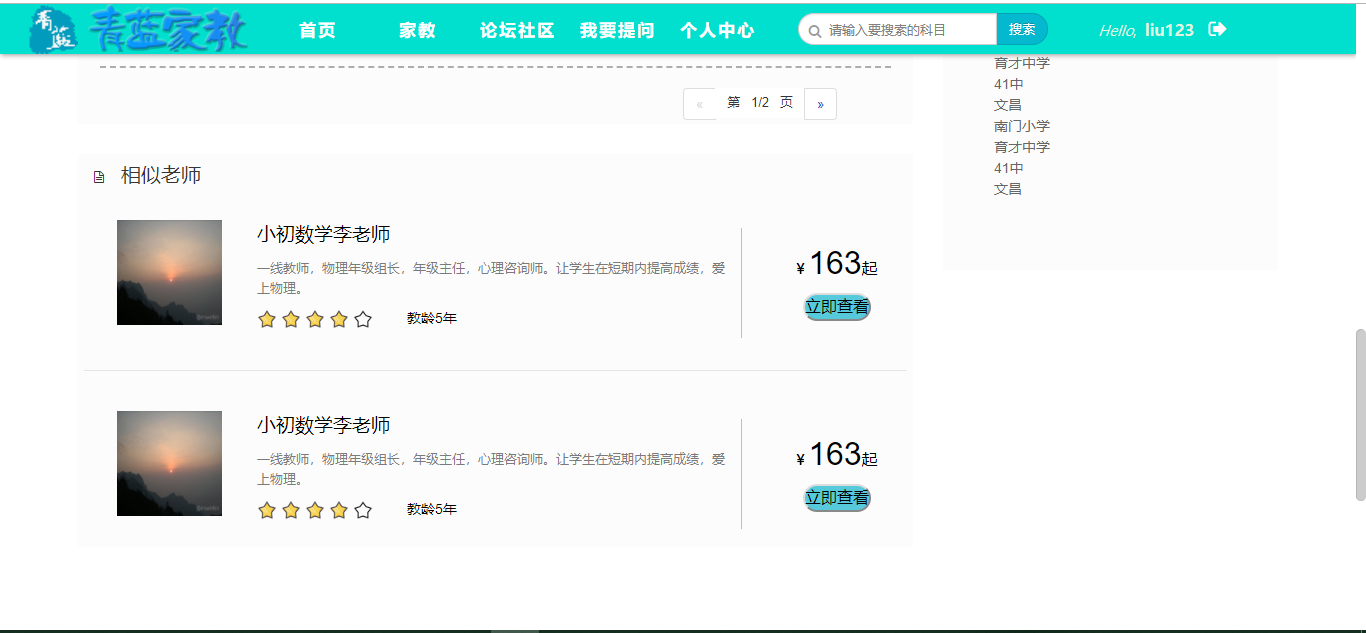 青蓝
青蓝家教
首页 家教 论坛社区 我要提问 个人中心
请输入要搜索的科目 搜索
Hello, liu123
育才中学
41中
文昌
南门小学
育才中学
41中
文昌
« 第 1/2 页 »
相似老师
小初数学李老师
一线教师，物理年级组长，年级主任，心理咨询师。让学生在短期内提高成绩，爱
上物理。
教龄5年
¥ 163起
立即查看
小初数学李老师
一线教师，物理年级组长，年级主任，心理咨询师。让学生在短期内提高成绩，爱
上物理。
教龄5年
¥ 163起
立即查看